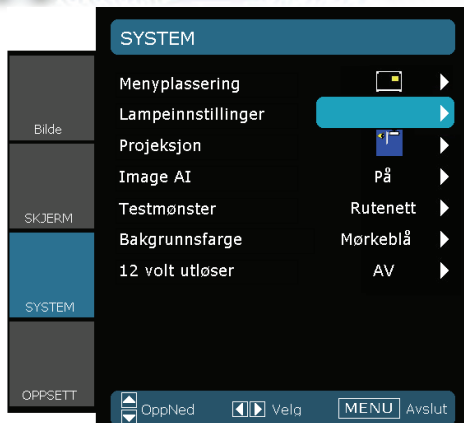 SYSTEM
Bilde
SKJERM
SYSTEM
OPPSETT
Menyplassering
Lampeinnstillinger
Projeksjon
Image AI På
Testmønster Rutenett
Bakgrunnsfarge Mørkeblå
12 volt utløser AV
OppNed Velg MENU Avslut